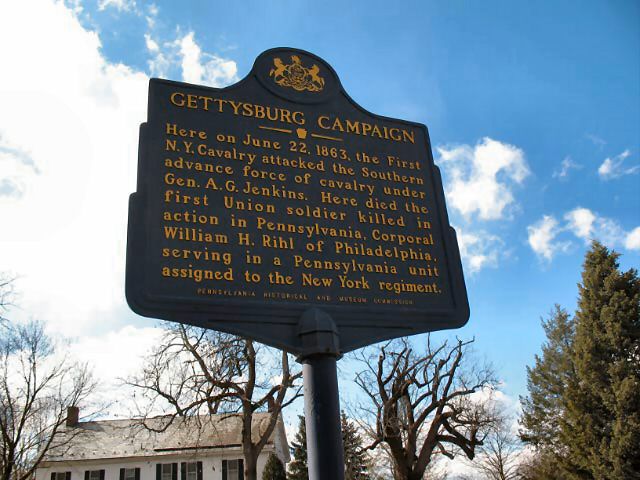 GETTYSBURG CAMPAIGN
Here on June 22, 1863, the First
N.Y. Cavalry attacked the Southern
advance force of cavalry under
Gen. A.G. Jenkins. Here died the
first Union soldier killed in
action in Pennsylvania, Corporal
William H. Rihl of Philadelphia,
serving in a Pennsylvania unit
assigned to the New York regiment.
PENNSYLVANIA HISTORICAL AND MUSEUM COMMISSION